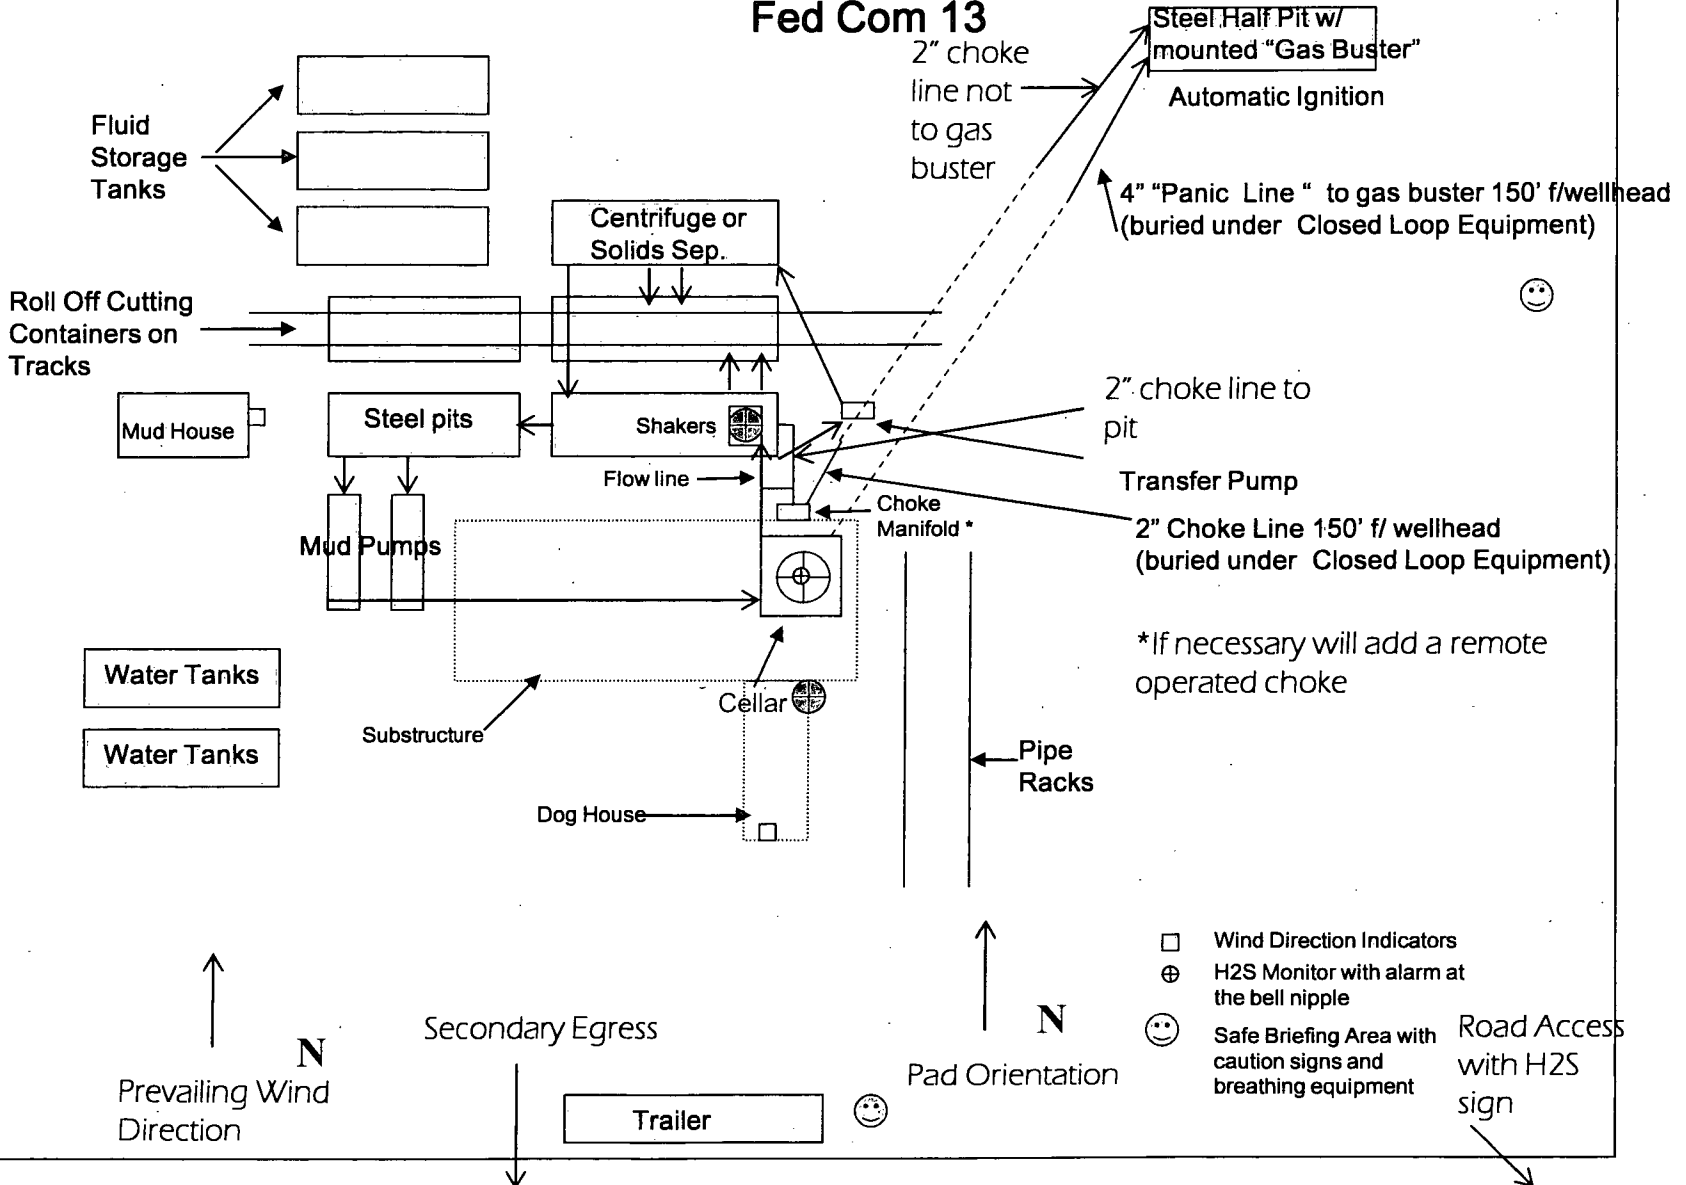 Fed Com 13
Steel Half Pit w/
mounted “Gas Buster”
Automatic Ignition
2” choke
line not
to gas
buster
Fluid
Storage
Tanks
4” “Panic Line “ to gas buster 150’ f/wellhead
(buried under Closed Loop Equipment)
Centrifuge or
Solids Sep.
Roll Off Cutting
Containers on
Tracks
Mud House
Steel pits
Shakers
2” choke line to
pit
Flow line
Transfer Pump
Choke
Manifold *
2” Choke Line 150’ f/ wellhead
(buried under Closed Loop Equipment)
Mud Pumps
*If necessary will add a remote
operated choke
Water Tanks
Cellar
Substructure
Water Tanks
Pipe
Racks
Dog House
Wind Direction Indicators
H2S Monitor with alarm at
the bell nipple
Safe Briefing Area with
caution signs and
breathing equipment
Road Access
with H2S
sign
N
Pad Orientation
Secondary Egress
N
Prevailing Wind
Direction
Trailer